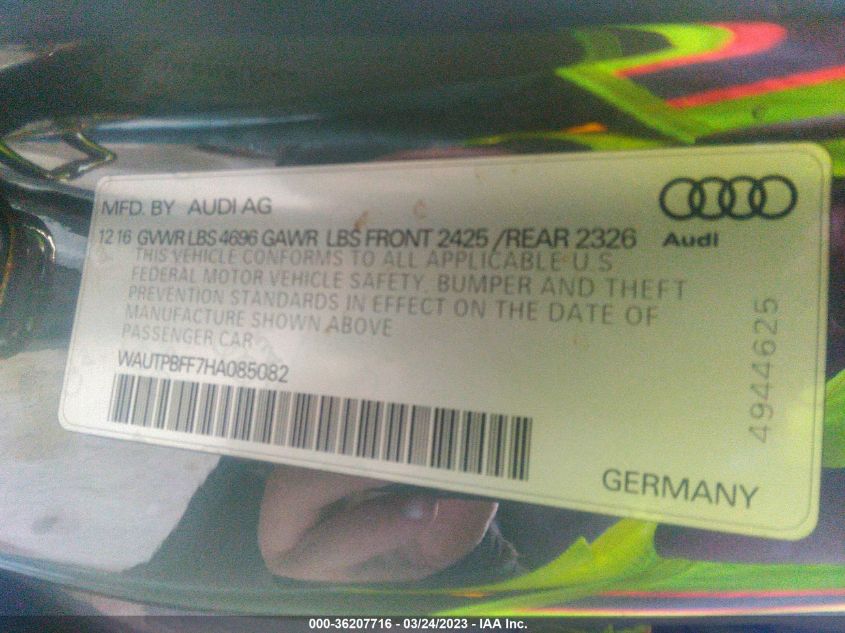 MFD. BY AUDI AG
12 16 GVWR LBS 4696 GAWR LBS FRONT 2425 /REAR 2326
Audi
THIS VEHICLE CONFORMS TO ALL APPLICABLE U S
FEDERAL MOTOR VEHICLE SAFETY, BUMPER AND THEFT
PREVENTION STANDARDS IN EFFECT ON THE DATE OF
MANUFACTURE SHOWN ABOVE
PASSENGER CAR
WAUTPBFF7HA085082
4944625
GERMANY
000-36207716 - 03/24/2023 - IAA Inc.